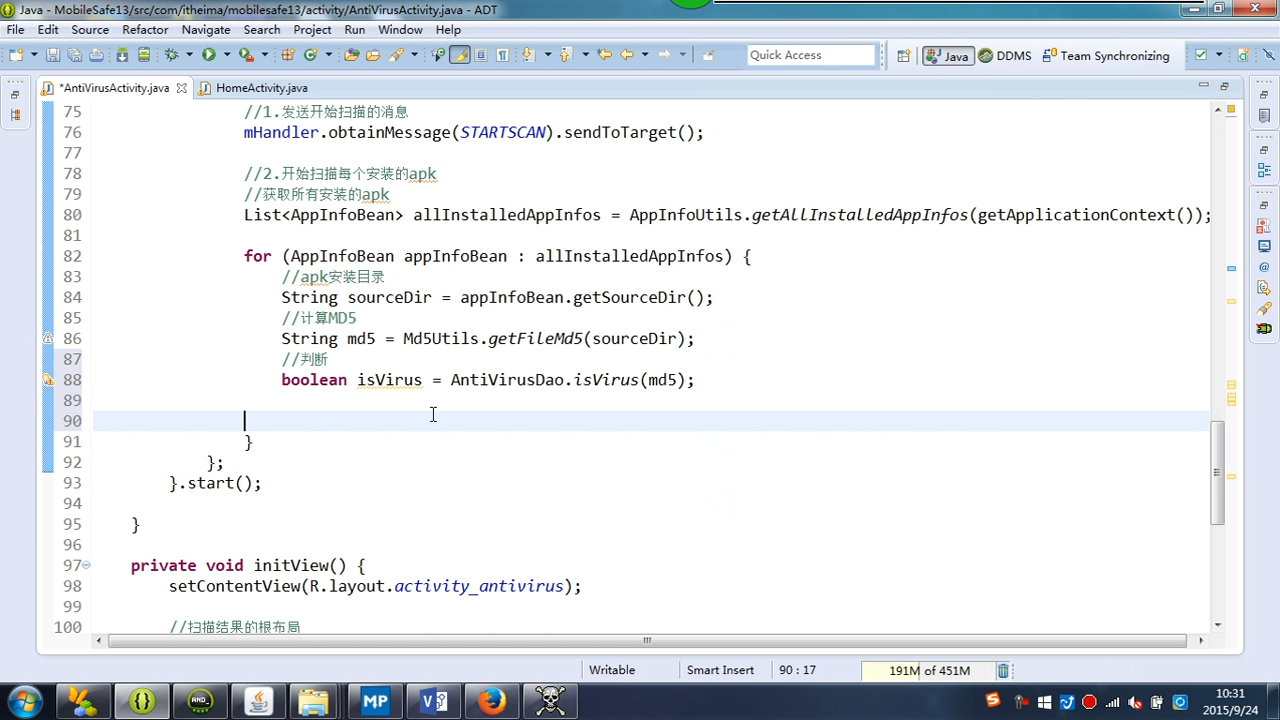 Java - MobileSafe13/src/com/itheima/mobilesafe13/activity/AntiVirusActivity.java - ADT
File Edit Source Refactor Navigate Search Project Run Window Help
Quick Access Java DDMS Team Synchronizing
*AntiVirusActivity.java HomeActivity.java
75 //1.发送开始扫描的消息
76 mHandler.obtainMessage(STARTSCAN).sendToTarget();
77
78 //2.开始扫描每个安装的apk
79 //获取所有安装的apk
80 List<AppInfoBean> allInstalledAppInfos = AppInfoUtils.getAllInstalledAppInfos(getApplicationContext());
81
82 for (AppInfoBean appInfoBean : allInstalledAppInfos) {
83 //apk安装目录
84 String sourceDir = appInfoBean.getSourceDir();
85 //计算MD5
86 String md5 = Md5Utils.getFileMd5(sourceDir);
87 //判断
88 boolean isVirus = AntiVirusDao.isVirus(md5);
89
90
91 }
92 };
93 }.start();
94
95 }
96
97 private void initView() {
98 setContentView(R.layout.activity_antivirus);
99
100 //扫描结果的根布局
Writable Smart Insert 90 : 17 191M of 451M
10:31
2015/9/24